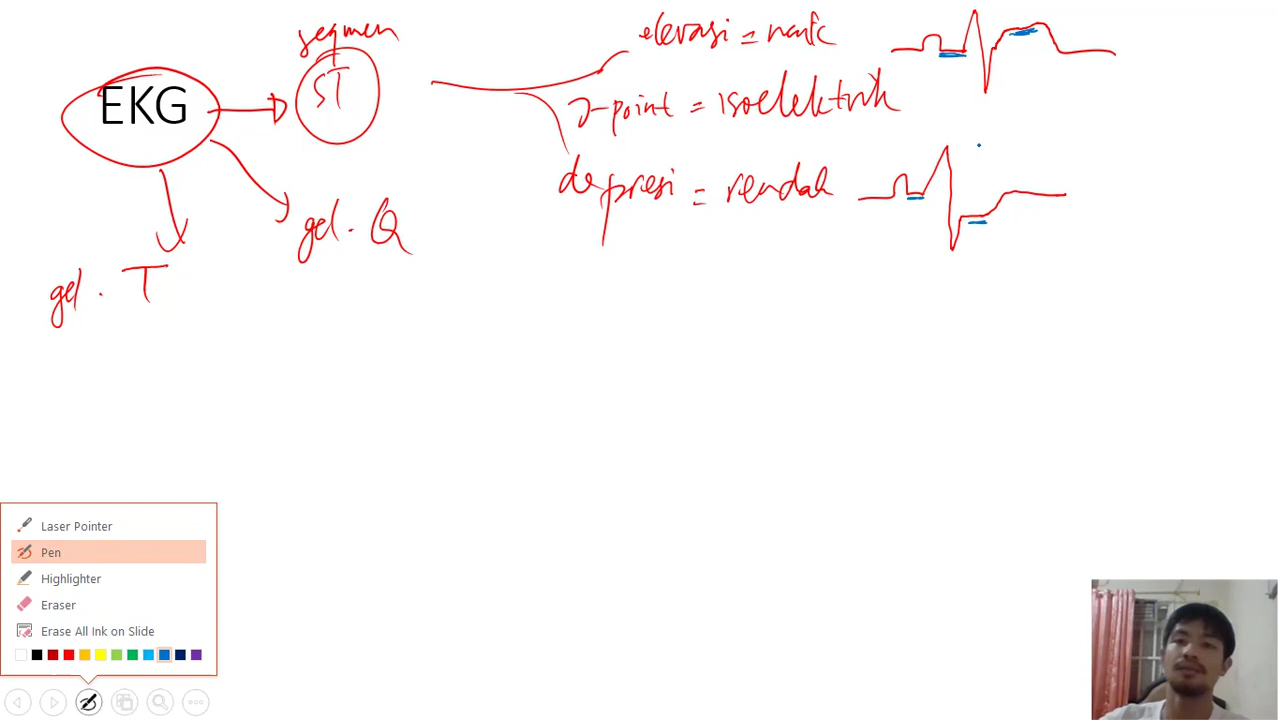 segmen
ST
EKG
gel. Q
gel. T
elevasi = naik
J-point = isoelektrik
depresi = rendah
Laser Pointer
Pen
Highlighter
Eraser
Erase All Ink on Slide